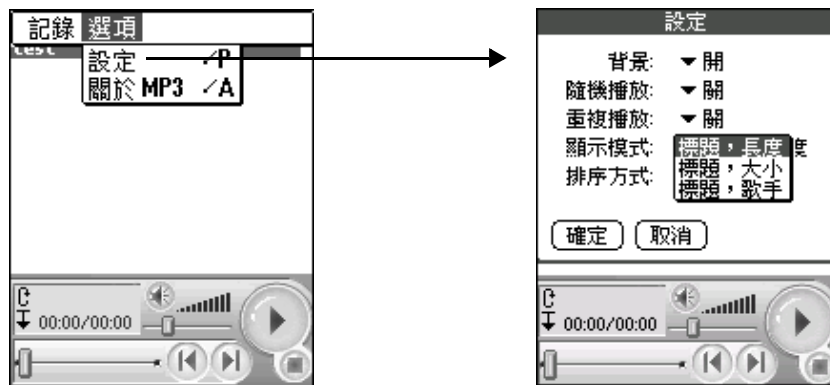 記錄 選項
test
設定 ⁄P
關於 MP3 ⁄A
00:00/00:00
設定
背景: ▼開
隨機播放: ▼關
重複播放: ▼關
顯示模式: 標題，長度 度
標題，大小
排序方式:
標題，歌手
確定 取消
00:00/00:00